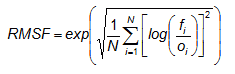 RMSF = exp( √( 1/N ∑_{i=1}^{N} [ log( f_i / o_i ) ]^2 ) )